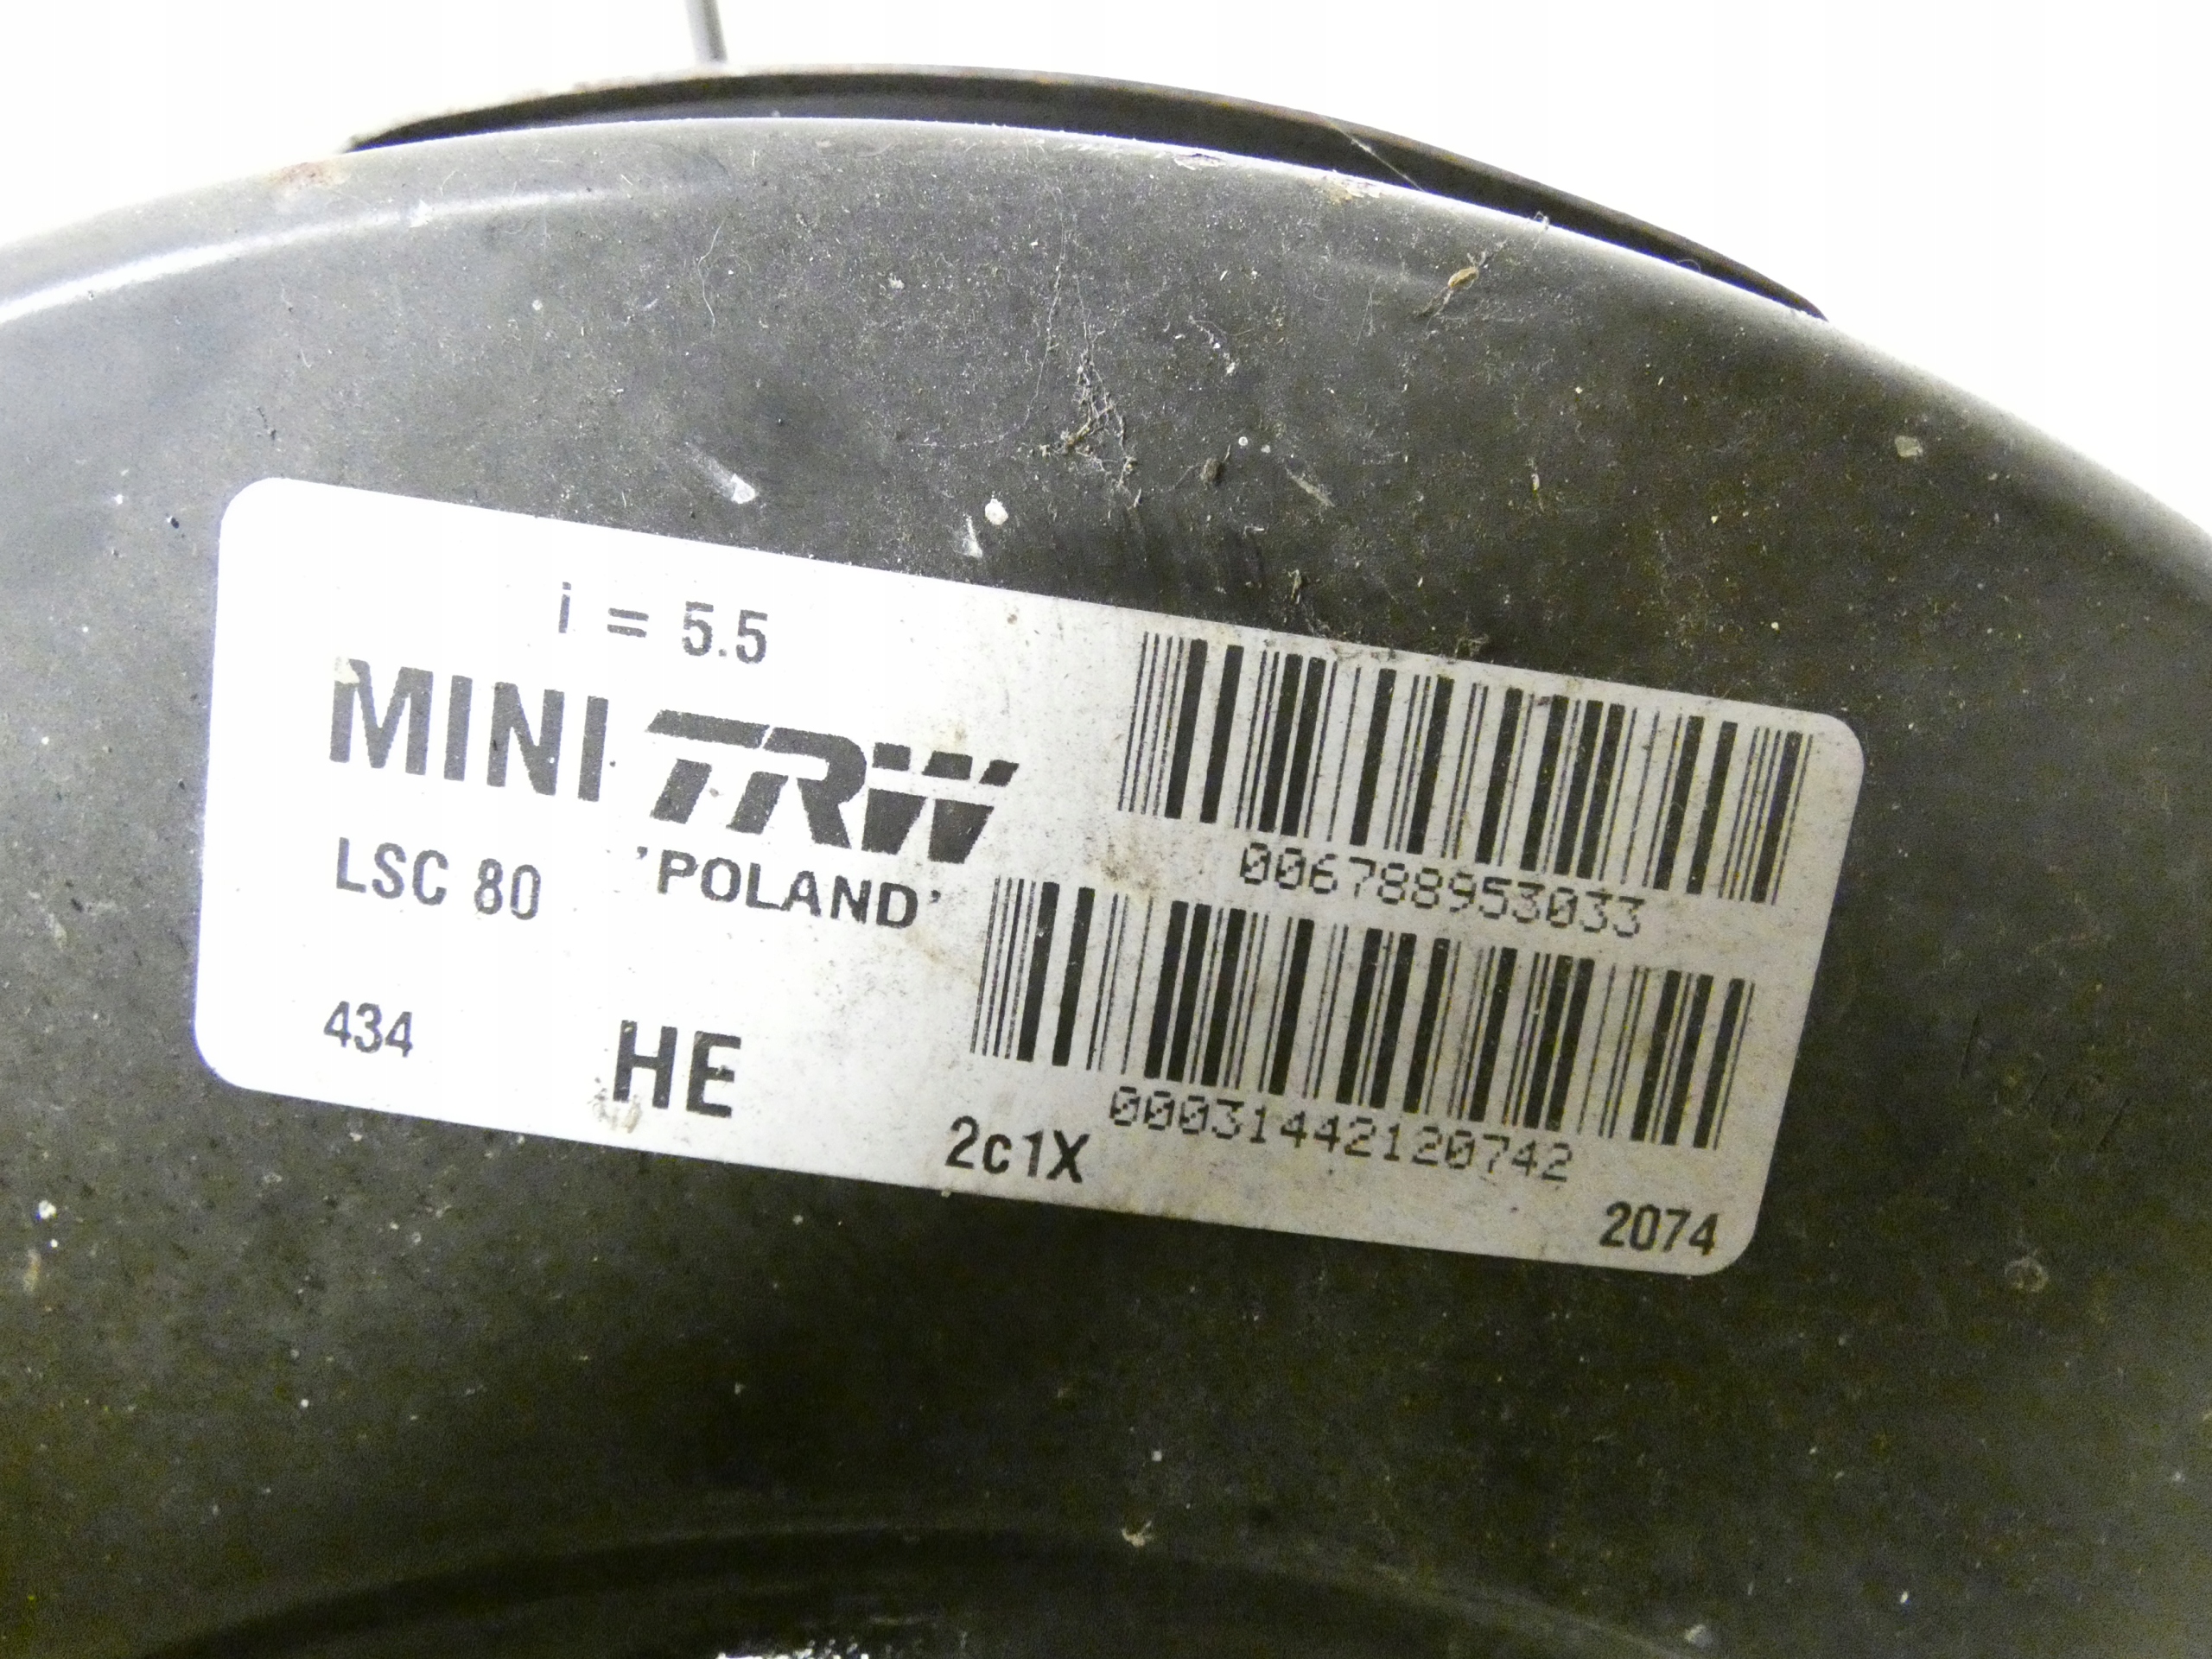 i = 5.5
MINI TRW
LSC 80 'POLAND'
006788953033
434 HE
00031442120742
2c1X
2074